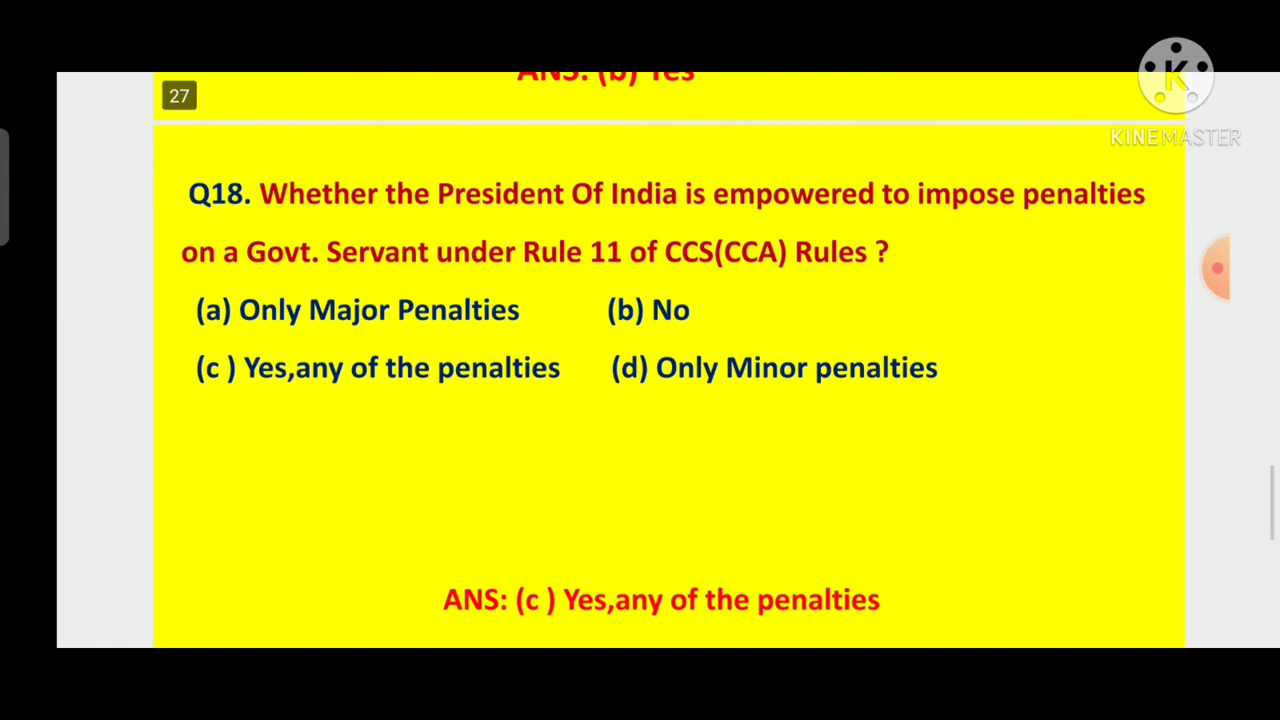 ANS: (b) Yes
27
K
KINEMASTER
Q18. Whether the President Of India is empowered to impose penalties
on a Govt. Servant under Rule 11 of CCS(CCA) Rules ?
(a) Only Major Penalties (b) No
(c ) Yes,any of the penalties (d) Only Minor penalties
ANS: (c ) Yes,any of the penalties